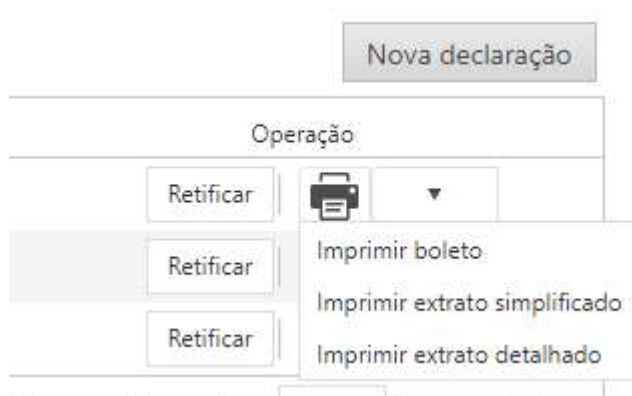 Nova declaração
Operação
Retificar
Imprimir boleto
Retificar
Imprimir extrato simplificado
Retificar
Imprimir extrato detalhado